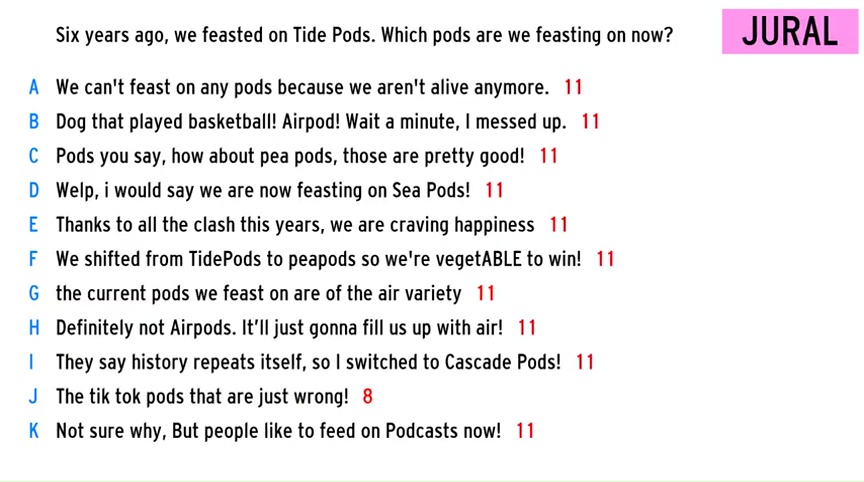 Six years ago, we feasted on Tide Pods. Which pods are we feasting on now?
JURAL
A We can't feast on any pods because we aren't alive anymore. 11
B Dog that played basketball! Airpod! Wait a minute, I messed up. 11
C Pods you say, how about pea pods, those are pretty good! 11
D Welp, i would say we are now feasting on Sea Pods! 11
E Thanks to all the clash this years, we are craving happiness 11
F We shifted from TidePods to peapods so we're vegetABLE to win! 11
G the current pods we feast on are of the air variety 11
H Definitely not Airpods. It’ll just gonna fill us up with air! 11
I They say history repeats itself, so I switched to Cascade Pods! 11
J The tik tok pods that are just wrong! 8
K Not sure why, But people like to feed on Podcasts now! 11